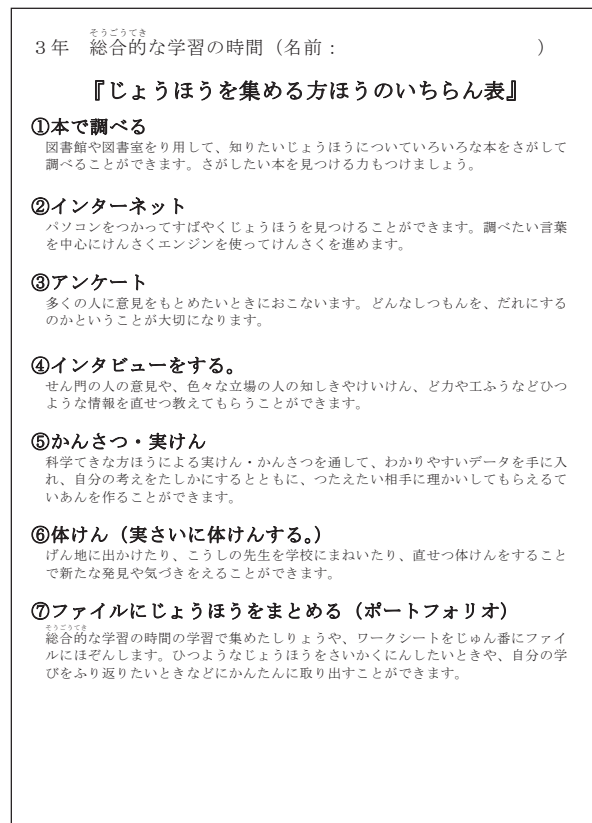 そうごうてき
３年　総合的な学習の時間（名前：　　　　　　　　　　　）
『じょうほうを集める方ほうのいちらん表』
①本で調べる
図書館や図書室をり用して、知りたいじょうほうについていろいろな本をさがして
調べることができます。さがしたい本を見つける力もつけましょう。
②インターネット
パソコンをつかってすばやくじょうほうを見つけることができます。調べたい言葉
を中心にけんさくエンジンを使ってけんさくを進めます。
③アンケート
多くの人に意見をもとめたいときにおこないます。どんなしつもんを、だれにする
のかということが大切になります。
④インタビューをする。
せん門の人の意見や、色々な立場の人の知しきやけいけん、ど力や工ふうなどひつ
ような情報を直せつ教えてもらうことができます。
⑤かんさつ・実けん
科学てきな方ほうによる実けん・かんさつを通して、わかりやすいデータを手に入
れ、自分の考えをたしかにするとともに、つたえたい相手に理かいしてもらえるて
いあんを作ることができます。
⑥体けん（実さいに体けんする。）
げん地に出かけたり、こうしの先生を学校にまねいたり、直せつ体けんをすること
で新たな発見や気づきをえることができます。
⑦ファイルにじょうほうをまとめる（ポートフォリオ）
そうごうてき
総合的な学習の時間の学習で集めたしりょうや、ワークシートをじゅん番にファイ
ルにほぞんします。ひつようなじょうほうをさいかくにんしたいときや、自分の学
びをふり返りたいときなどにかんたんに取り出すことができます。